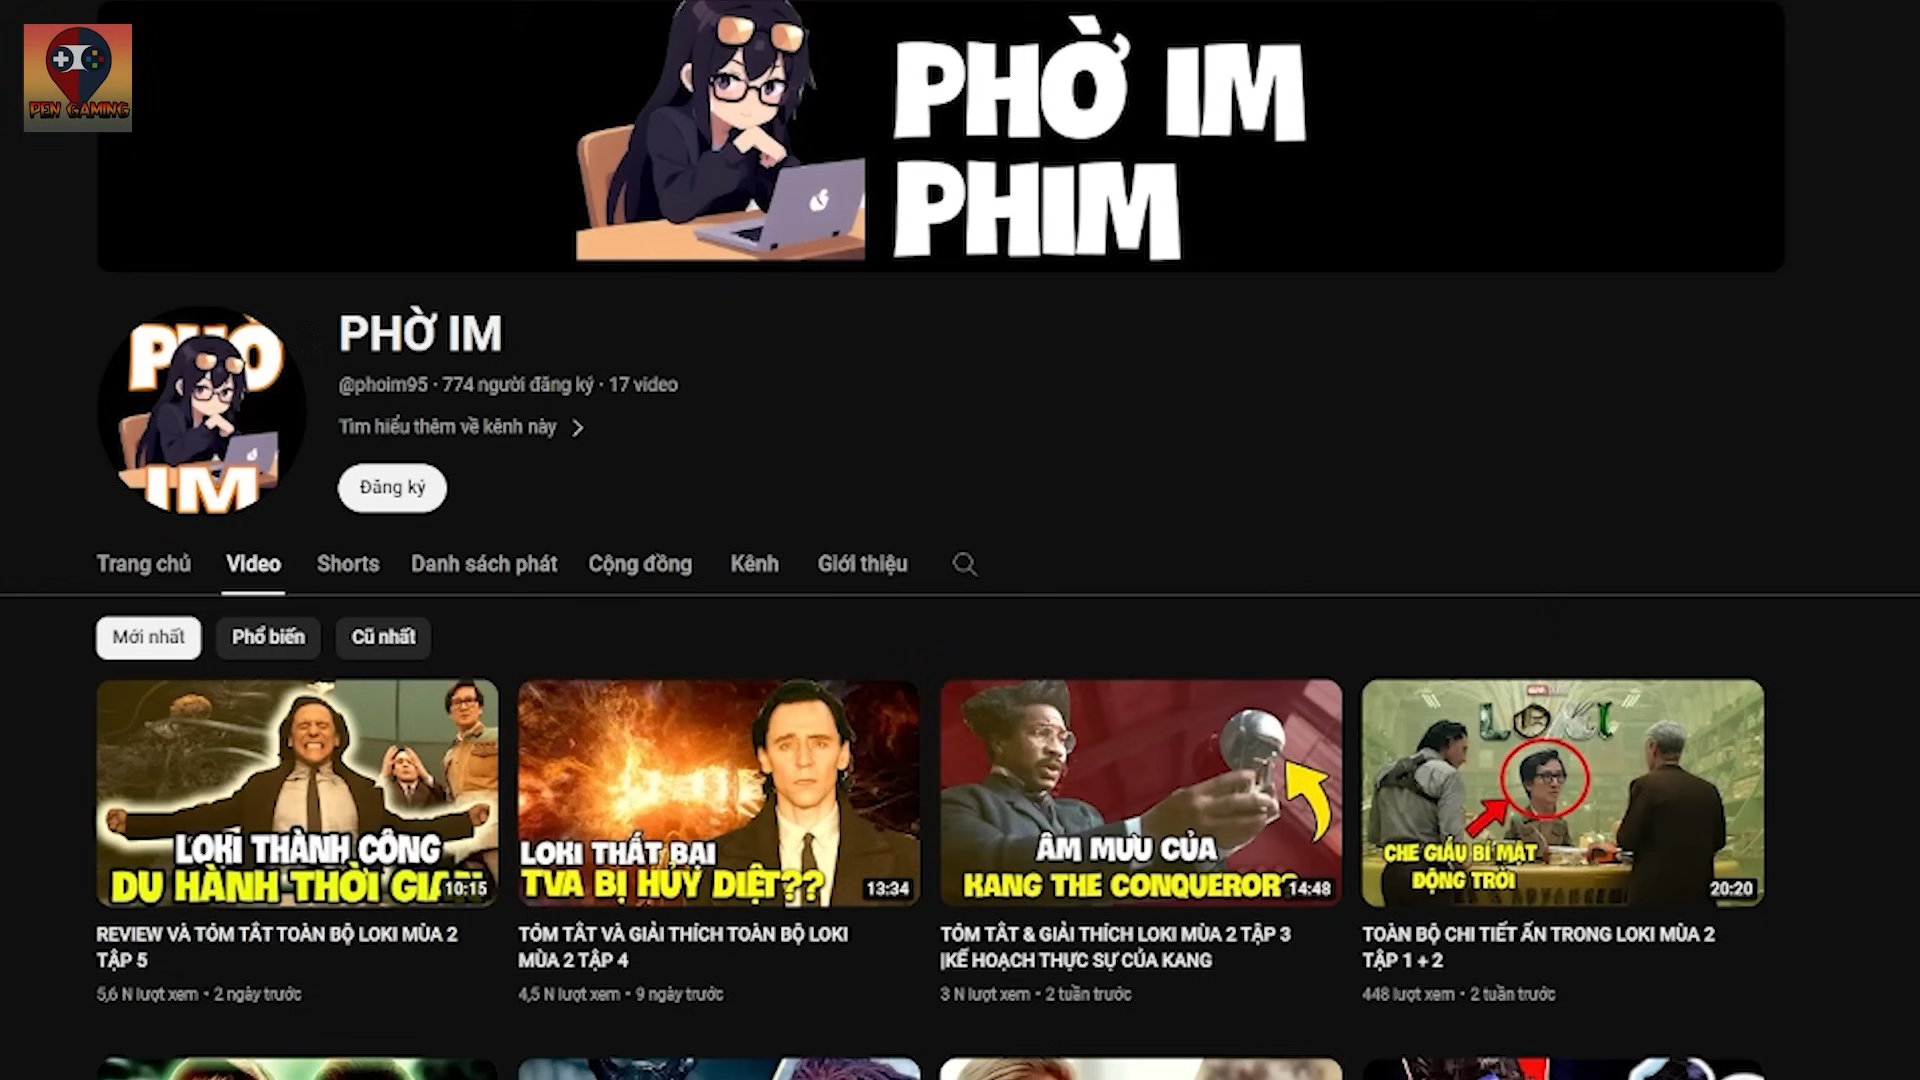 PEN GAMING
PHỜ IM
PHIM
PHỜ
IM
PHỜ IM
@phoim95 · 774 người đăng ký · 17 video
Tìm hiểu thêm về kênh này
Đăng ký
Trang chủ Video Shorts Danh sách phát Cộng đồng Kênh Giới thiệu
Mới nhất Phổ biến Cũ nhất
LOKI THÀNH CÔNG
DU HÀNH THỜI GIAN
10:15
REVIEW VÀ TÓM TẮT TOÀN BỘ LOKI MÙA 2
TẬP 5
5,6 N lượt xem · 2 ngày trước
LOKI THẤT BẠI
TVA BỊ HỦY DIỆT??
13:34
TÓM TẮT VÀ GIẢI THÍCH TOÀN BỘ LOKI
MÙA 2 TẬP 4
4,5 N lượt xem · 9 ngày trước
ÂM MƯU CỦA
KANG THE CONQUEROR?
14:48
TÓM TẮT & GIẢI THÍCH LOKI MÙA 2 TẬP 3
|KẾ HOẠCH THỰC SỰ CỦA KANG
3 N lượt xem · 2 tuần trước
LOKI
CHE GIẤU BÍ MẬT
ĐỘNG TRỜI
20:20
TOÀN BỘ CHI TIẾT ẨN TRONG LOKI MÙA 2
TẬP 1 + 2
448 lượt xem · 2 tuần trước